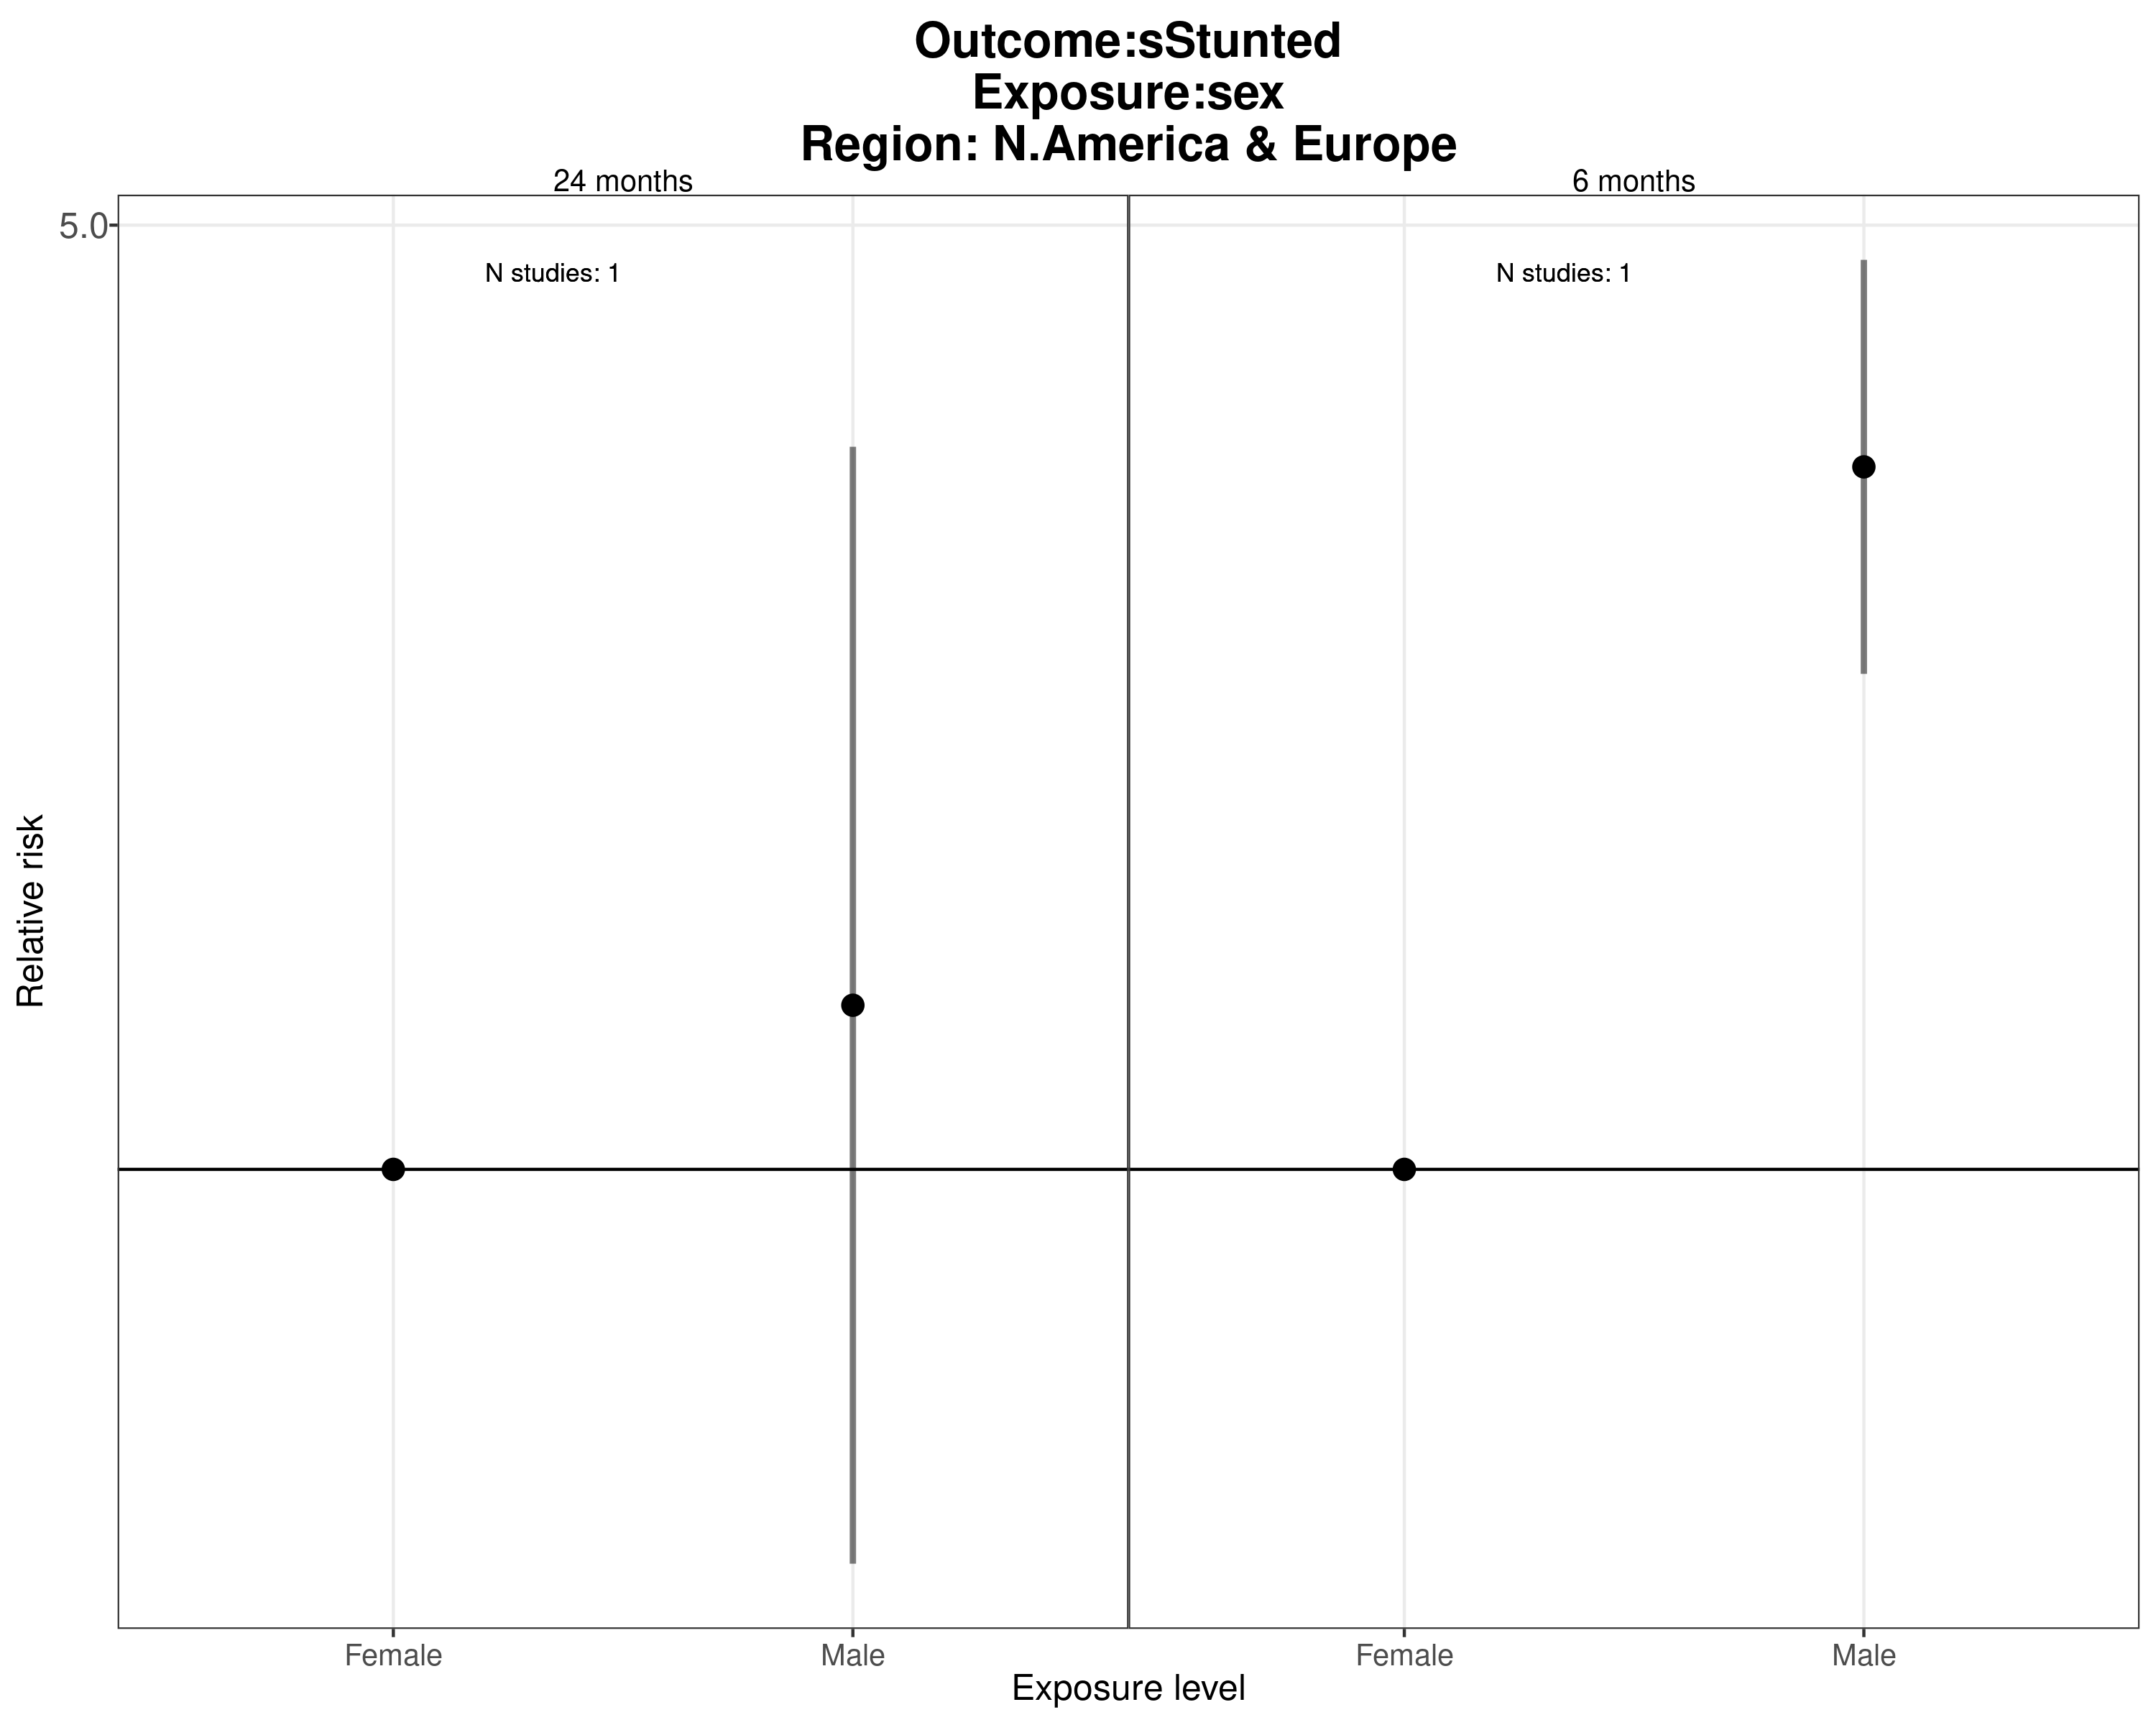 Outcome:sStunted
Exposure:sex
Region: N.America & Europe
24 months
6 months
5.0
N studies: 1
N studies: 1
Relative risk
Female
Male
Female
Male
Exposure level